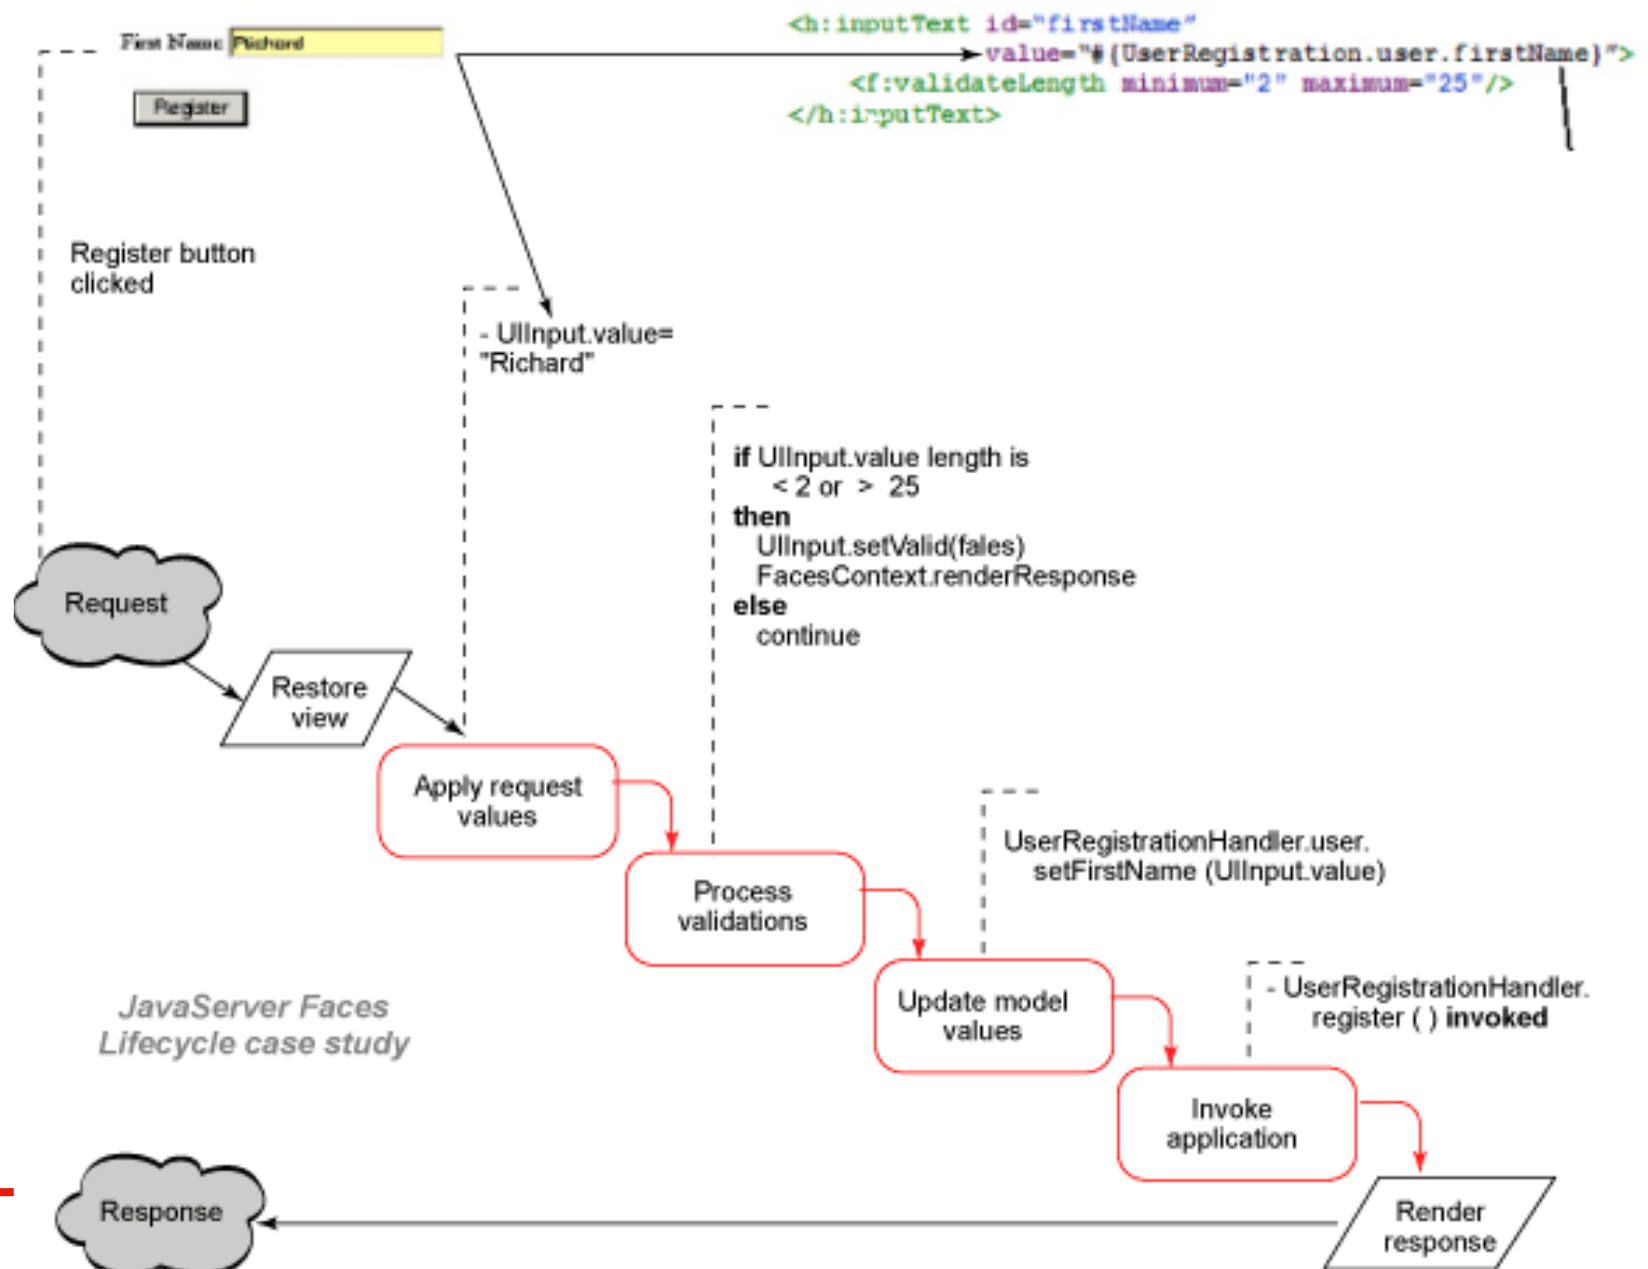 First Name Richard
Register
<h:inputText id="firstName"
value="#{UserRegistration.user.firstName}">
<f:validateLength minimum="2" maximum="25"/>
</h:inputText>
Register button
clicked
- UIInput.value=
"Richard"
if UIInput.value length is
< 2 or > 25
then
UIInput.setValid(fales)
FacesContext.renderResponse
else
continue
Request
Restore
view
Apply request
values
Process
validations
UserRegistrationHandler.user.
setFirstName (UIInput.value)
Update model
values
- UserRegistrationHandler.
register ( ) invoked
JavaServer Faces
Lifecycle case study
Invoke
application
Response
Render
response